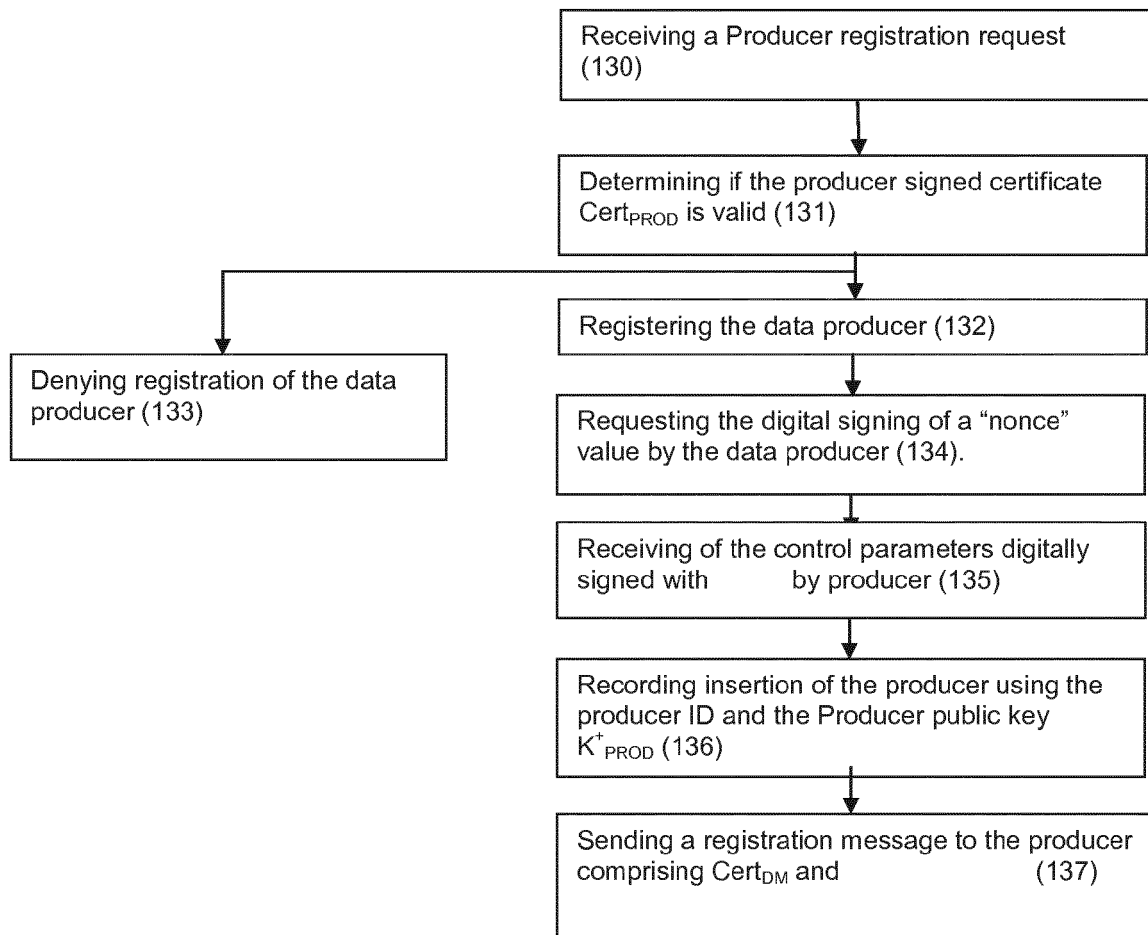 Receiving a Producer registration request
(130)
Determining if the producer signed certificate
Cert_PROD is valid (131)
Registering the data producer (132)
Denying registration of the data
producer (133)
Requesting the digital signing of a “nonce”
value by the data producer (134).
Receiving of the control parameters digitally
signed with by producer (135)
Recording insertion of the producer using the
producer ID and the Producer public key
K^+_PROD (136)
Sending a registration message to the producer
comprising Cert_DM and (137)